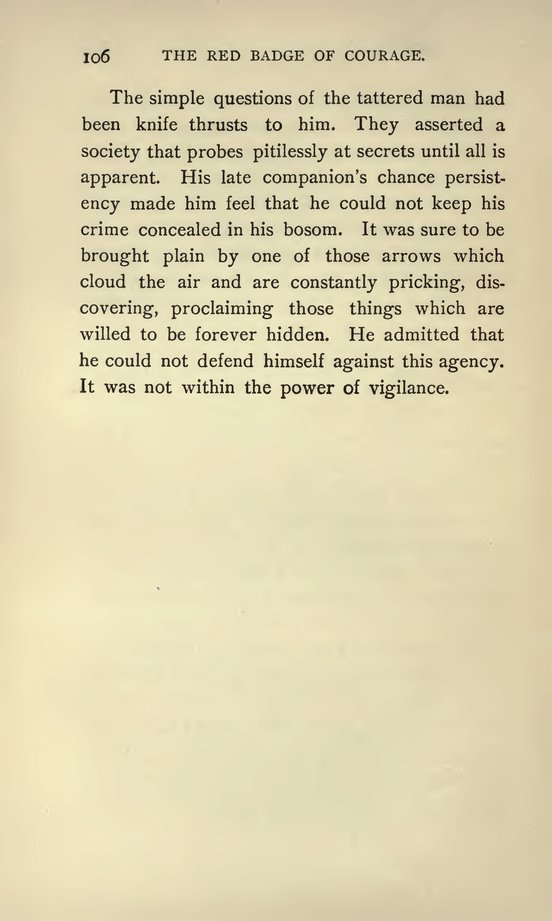 106 THE RED BADGE OF COURAGE.
The simple questions of the tattered man had
been knife thrusts to him. They asserted a
society that probes pitilessly at secrets until all is
apparent. His late companion's chance persist-
ency made him feel that he could not keep his
crime concealed in his bosom. It was sure to be
brought plain by one of those arrows which
cloud the air and are constantly pricking, dis-
covering, proclaiming those things which are
willed to be forever hidden. He admitted that
he could not defend himself against this agency.
It was not within the power of vigilance.